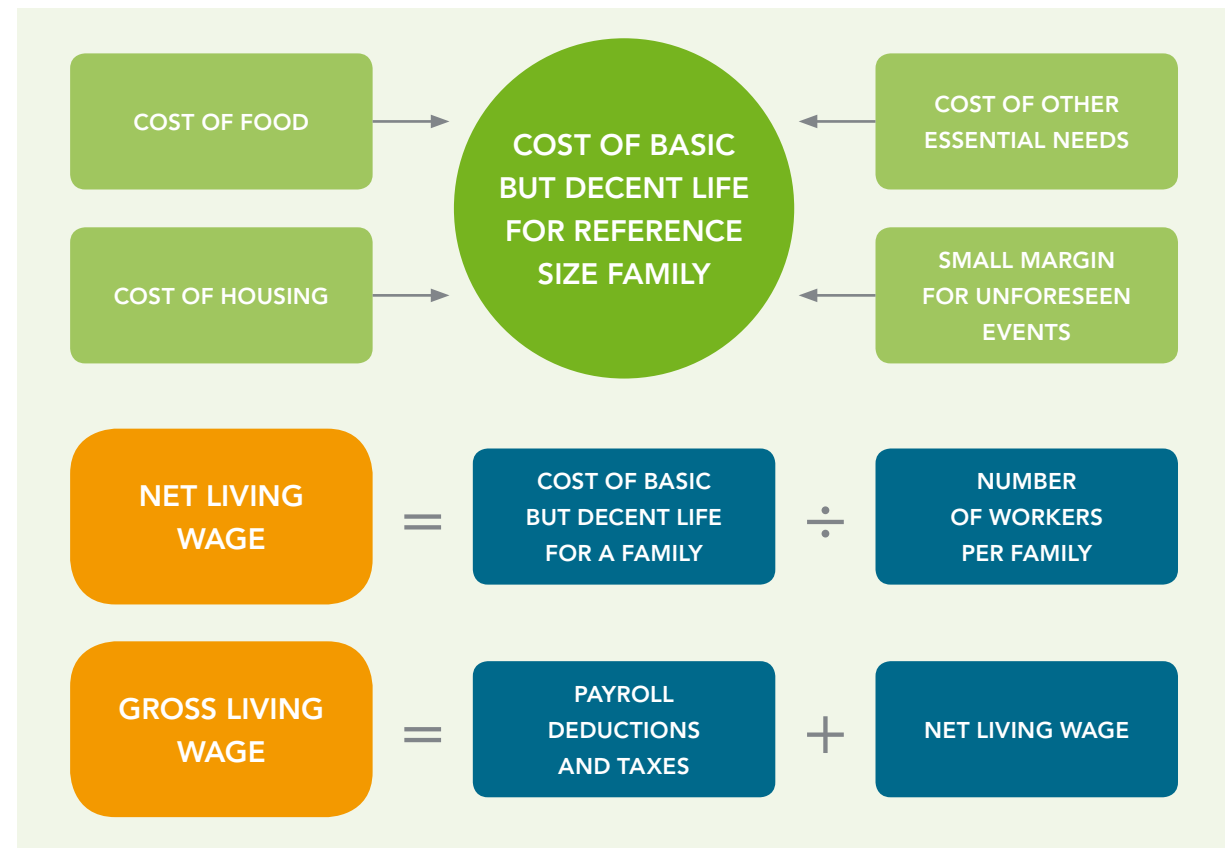 COST OF FOOD
COST OF HOUSING
COST OF BASIC
BUT DECENT LIFE
FOR REFERENCE
SIZE FAMILY
COST OF OTHER
ESSENTIAL NEEDS
SMALL MARGIN
FOR UNFORESEEN
EVENTS
NET LIVING
WAGE
=
COST OF BASIC
BUT DECENT LIFE
FOR A FAMILY
÷
NUMBER
OF WORKERS
PER FAMILY
GROSS LIVING
WAGE
=
PAYROLL
DEDUCTIONS
AND TAXES
+
NET LIVING WAGE